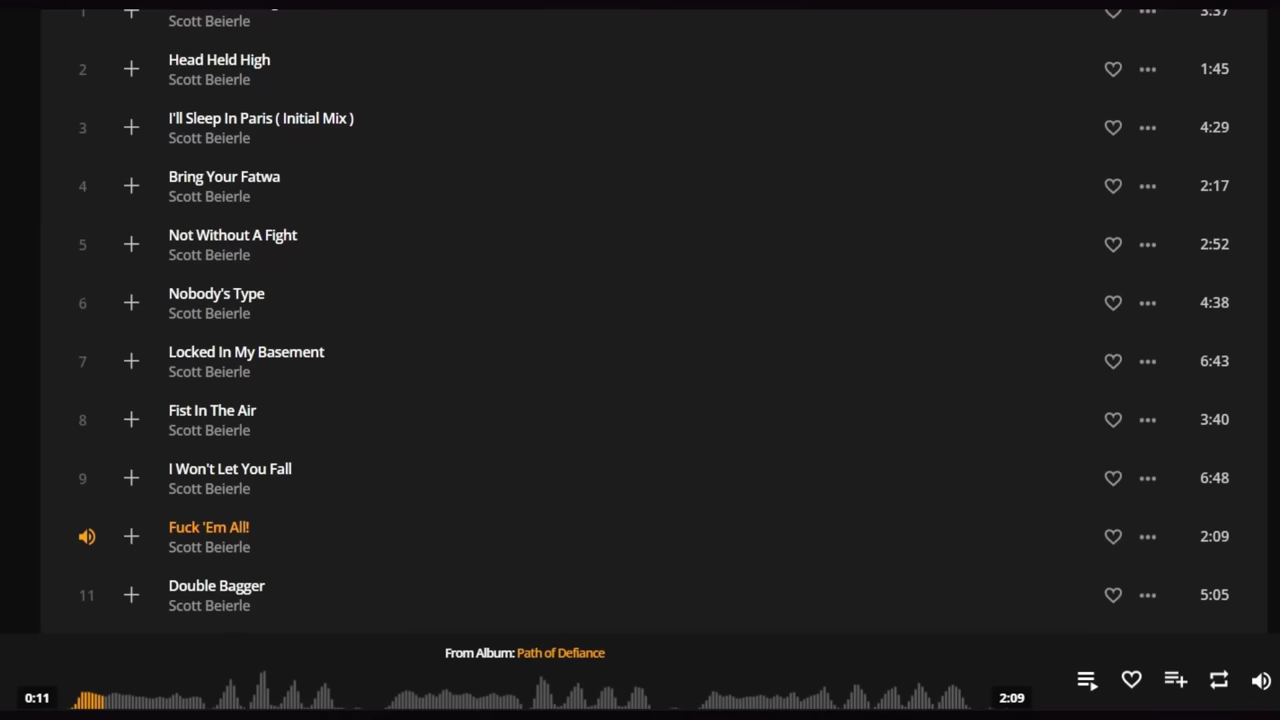 1
3:37
Scott Beierle
Head Held High
2
1:45
Scott Beierle
I'll Sleep In Paris ( Initial Mix )
3
4:29
Scott Beierle
Bring Your Fatwa
4
2:17
Scott Beierle
Not Without A Fight
5
2:52
Scott Beierle
Nobody's Type
6
4:38
Scott Beierle
Locked In My Basement
7
6:43
Scott Beierle
Fist In The Air
8
3:40
Scott Beierle
I Won't Let You Fall
9
6:48
Scott Beierle
Fuck 'Em All!
2:09
Scott Beierle
Double Bagger
11
5:05
Scott Beierle
From Album: Path of Defiance
0:11
2:09